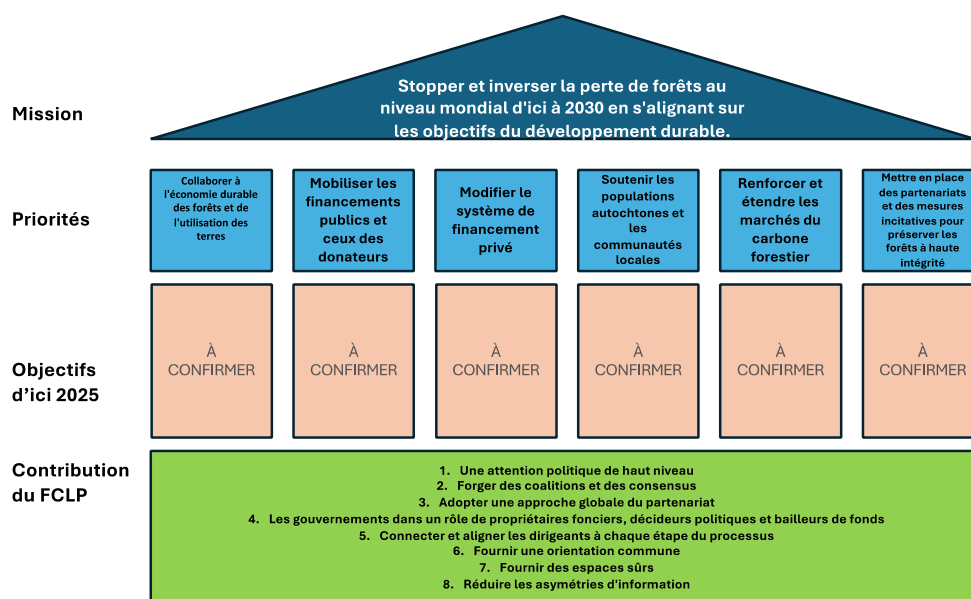 Stopper et inverser la perte de forêts au
niveau mondial d'ici à 2030 en s'alignant sur
les objectifs du développement durable.
Mission
Priorités
Collaborer à
l'économie durable
des forêts et de
l'utilisation des
terres
Mobiliser les
financements
publics et
ceux des
donateurs
Modifier le
système de
financement
privé
Soutenir les
populations
autochtones et
les
communautés
locales
Renforcer et
étendre les
marchés du
carbone
forestier
Mettre en place
des partenariats
et des mesures
incitatives pour
préserver les
forêts à haute
intégrité
Objectifs
d’ici 2025
À
CONFIRMER
À
CONFIRMER
À
CONFIRMER
À
CONFIRMER
À
CONFIRMER
À
CONFIRMER
Contribution
du FCLP
1. Une attention politique de haut niveau
2. Forger des coalitions et des consensus
3. Adopter une approche globale du partenariat
4. Les gouvernements dans un rôle de propriétaires fonciers, décideurs politiques et bailleurs de fonds
5. Connecter et aligner les dirigeants à chaque étape du processus
6. Fournir une orientation commune
7. Fournir des espaces sûrs
8. Réduire les asymétries d'information